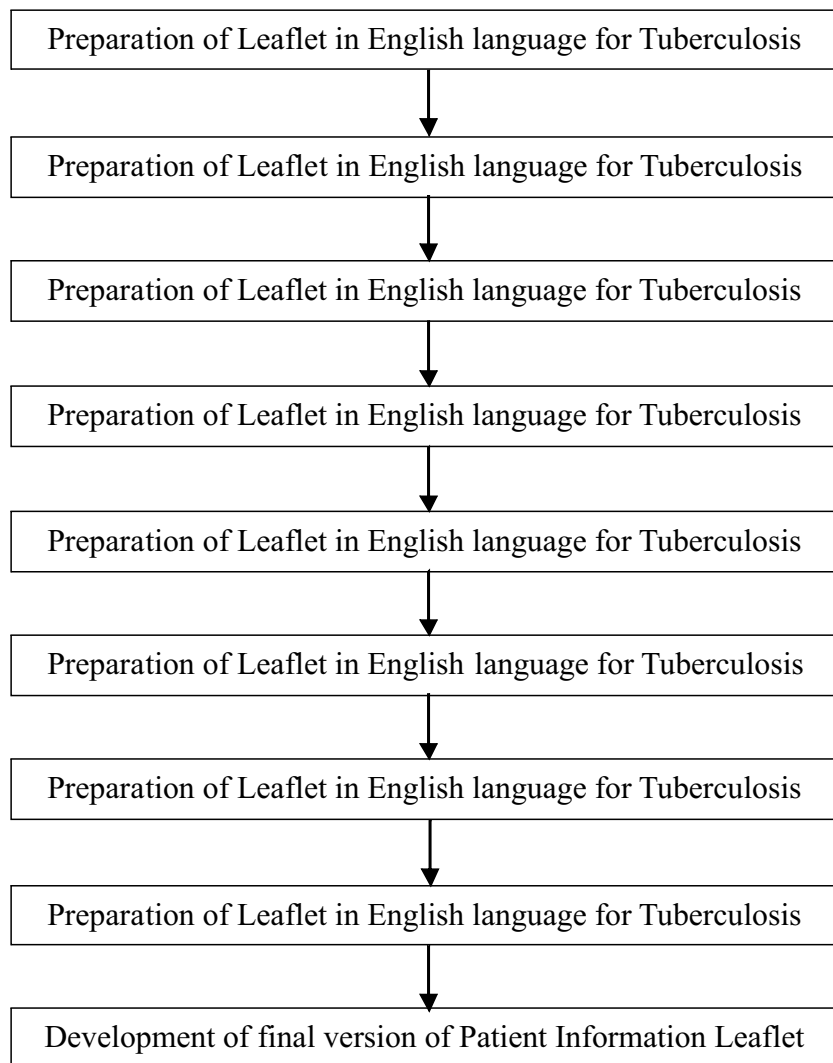 Preparation of Leaflet in English language for Tuberculosis
Preparation of Leaflet in English language for Tuberculosis
Preparation of Leaflet in English language for Tuberculosis
Preparation of Leaflet in English language for Tuberculosis
Preparation of Leaflet in English language for Tuberculosis
Preparation of Leaflet in English language for Tuberculosis
Preparation of Leaflet in English language for Tuberculosis
Preparation of Leaflet in English language for Tuberculosis
Development of final version of Patient Information Leaflet